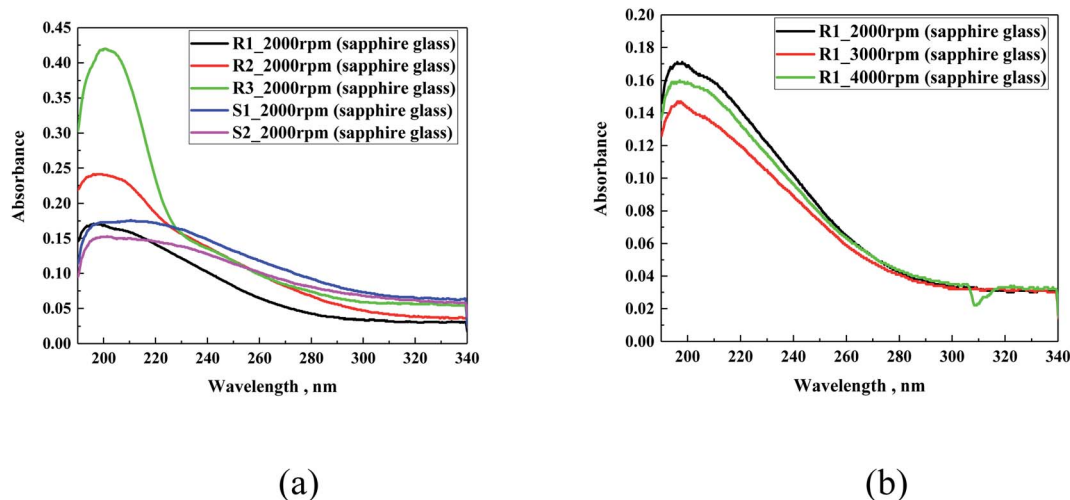 0.45
0.40
0.35
0.30
0.25
0.20
0.15
0.10
0.05
0.00
Absorbance
R1_2000rpm (sapphire glass)
R2_2000rpm (sapphire glass)
R3_2000rpm (sapphire glass)
S1_2000rpm (sapphire glass)
S2_2000rpm (sapphire glass)
200 220 240 260 280 300 320 340
Wavelength , nm
(a)
0.20
0.18
0.16
0.14
0.12
0.10
0.08
0.06
0.04
0.02
0.00
Absorbance
R1_2000rpm (sapphire glass)
R1_3000rpm (sapphire glass)
R1_4000rpm (sapphire glass)
200 220 240 260 280 300 320 340
Wavelength , nm
(b)